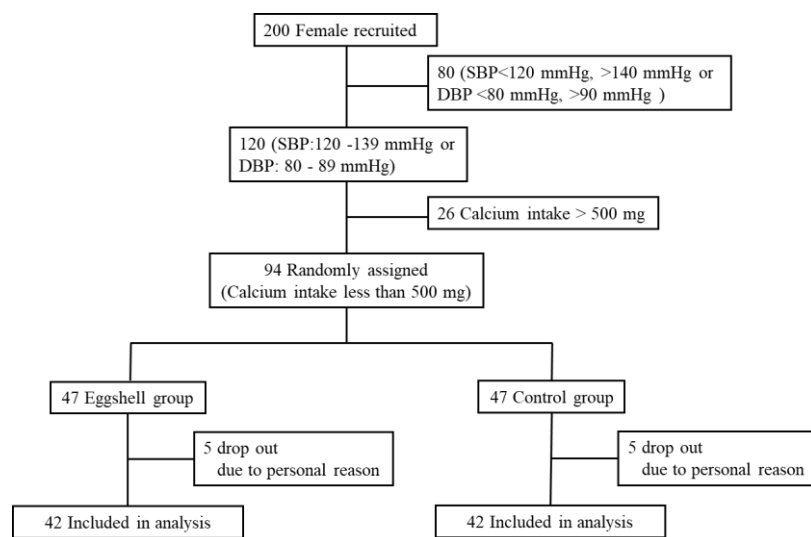 200 Female recruited
80 (SBP<120 mmHg, >140 mmHg or
DBP <80 mmHg, >90 mmHg )
120 (SBP:120 -139 mmHg or
DBP: 80 - 89 mmHg)
26 Calcium intake > 500 mg
94 Randomly assigned
(Calcium intake less than 500 mg)
47 Eggshell group
47 Control group
5 drop out
due to personal reason
5 drop out
due to personal reason
42 Included in analysis
42 Included in analysis